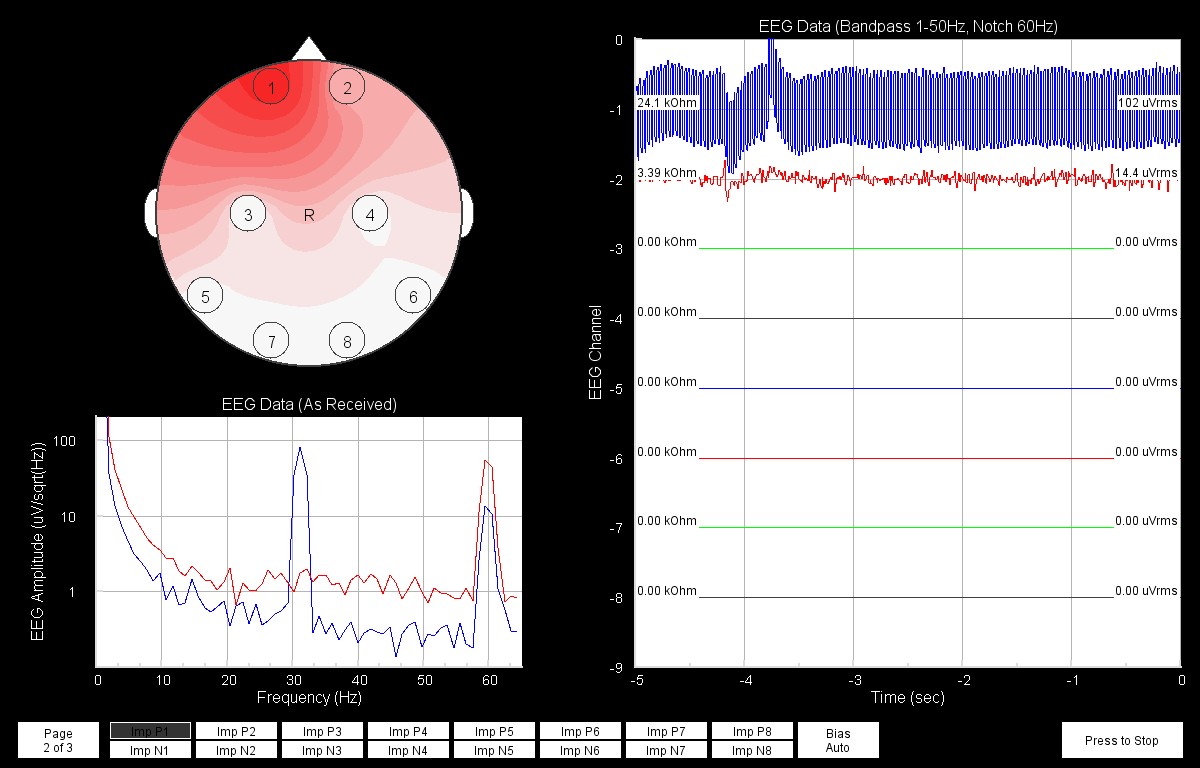 EEG Data (Bandpass 1-50Hz, Notch 60Hz)
1
2
3
R
4
5
6
7
8
EEG Channel
0
-1
-2
-3
-4
-5
-6
-7
-8
-9
24.1 kOhm
102 uVrms
3.39 kOhm
14.4 uVrms
0.00 kOhm
0.00 uVrms
0.00 kOhm
0.00 uVrms
0.00 kOhm
0.00 uVrms
0.00 kOhm
0.00 uVrms
0.00 kOhm
0.00 uVrms
0.00 kOhm
0.00 uVrms
-5
-4
-3
-2
-1
0
Time (sec)
EEG Data (As Received)
EEG Amplitude (uV/sqrt(Hz))
100
10
1
0
10
20
30
40
50
60
Frequency (Hz)
Page
2 of 3
Imp P1
Imp P2
Imp P3
Imp P4
Imp P5
Imp P6
Imp P7
Imp P8
Imp N1
Imp N2
Imp N3
Imp N4
Imp N5
Imp N6
Imp N7
Imp N8
Bias
Auto
Press to Stop